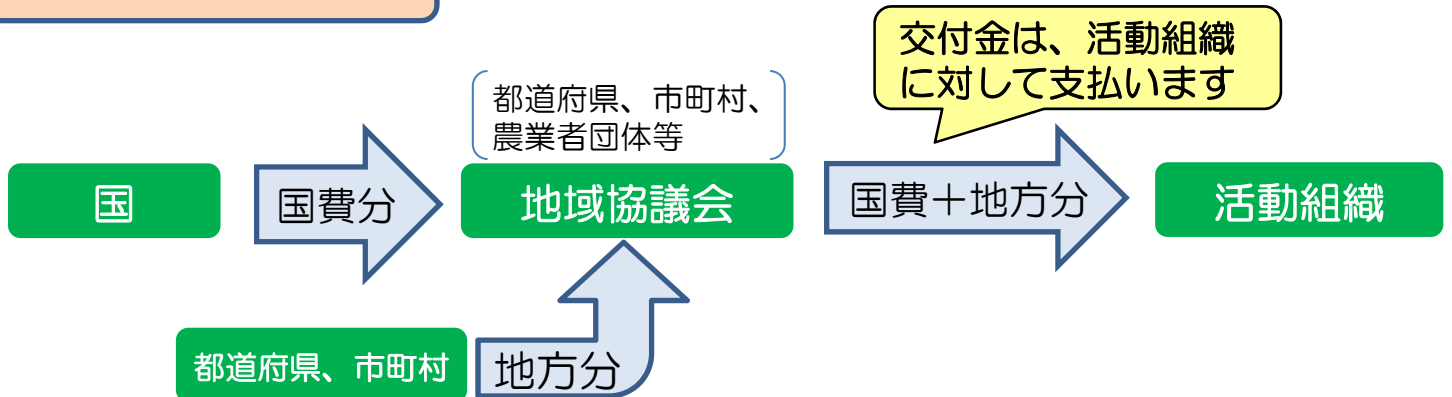 交付金は、活動組織
に対して支払います
都道府県、市町村、
農業者団体等
国
国費分
地域協議会
国費＋地方分
活動組織
都道府県、市町村
地方分